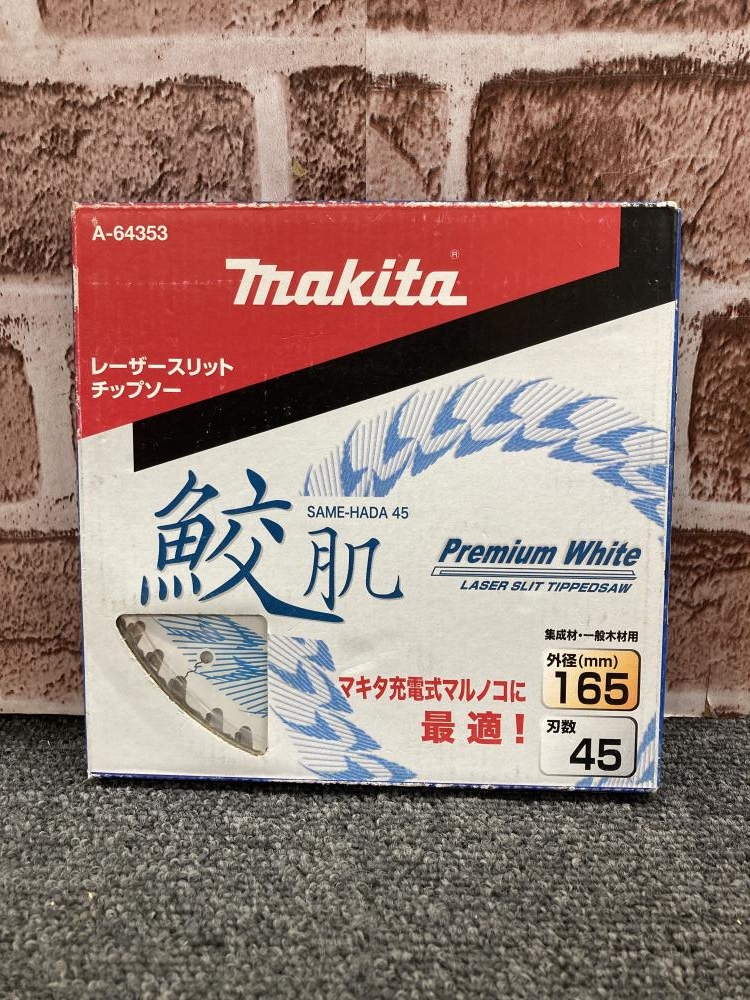 A-64353
makita®
レーザースリット
チップソー
鮫肌
SAME-HADA 45
Premium White
LASER SLIT TIPPEDSAW
集成材・一般木材用
外径(mm)
165
マキタ充電式マルノコに
最適！
刃数
45